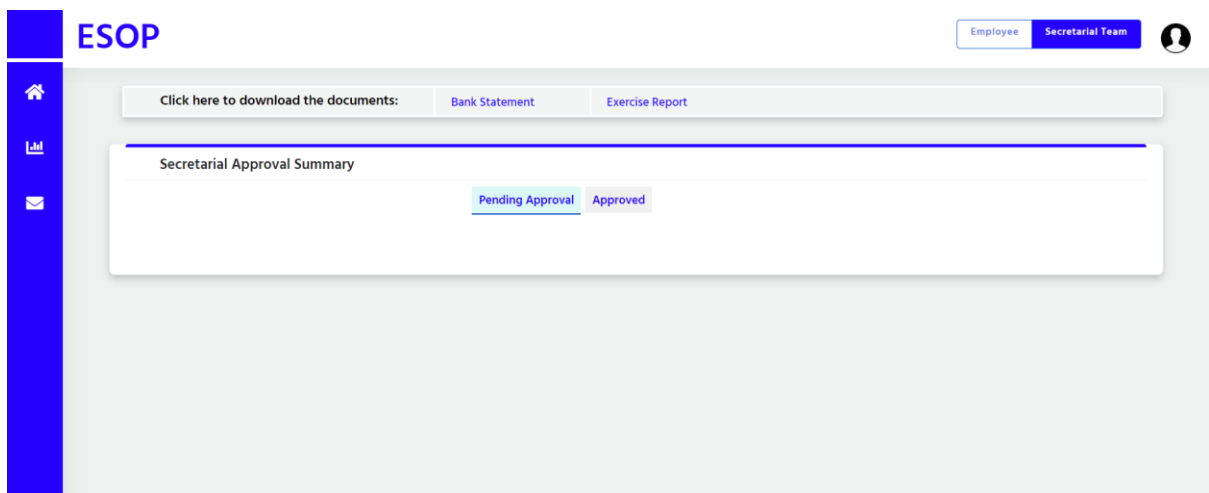 ESOP
Employee Secretarial Team
Click here to download the documents: Bank Statement Exercise Report
Secretarial Approval Summary
Pending Approval Approved